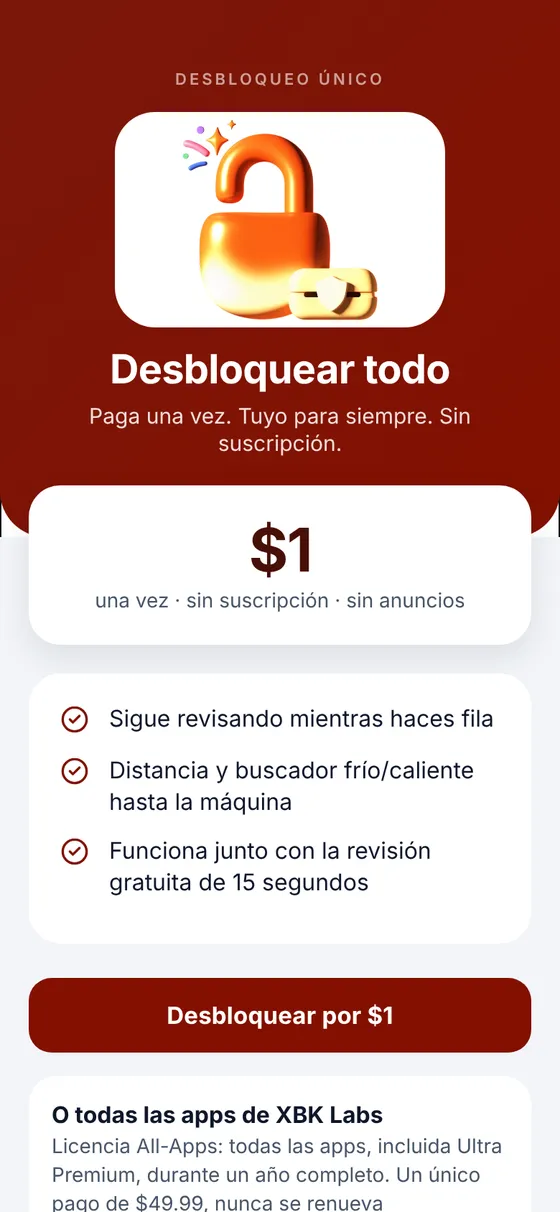 DESBLOQUEO ÚNICO
Desbloquear todo
Paga una vez. Tuyo para siempre. Sin
suscripción.
$1
una vez · sin suscripción · sin anuncios
Sigue revisando mientras haces fila
Distancia y buscador frío/caliente
hasta la máquina
Funciona junto con la revisión
gratuita de 15 segundos
Desbloquear por $1
O todas las apps de XBK Labs
Licencia All-Apps: todas las apps, incluida Ultra
Premium, durante un año completo. Un único
pago de $49.99, nunca se renueva